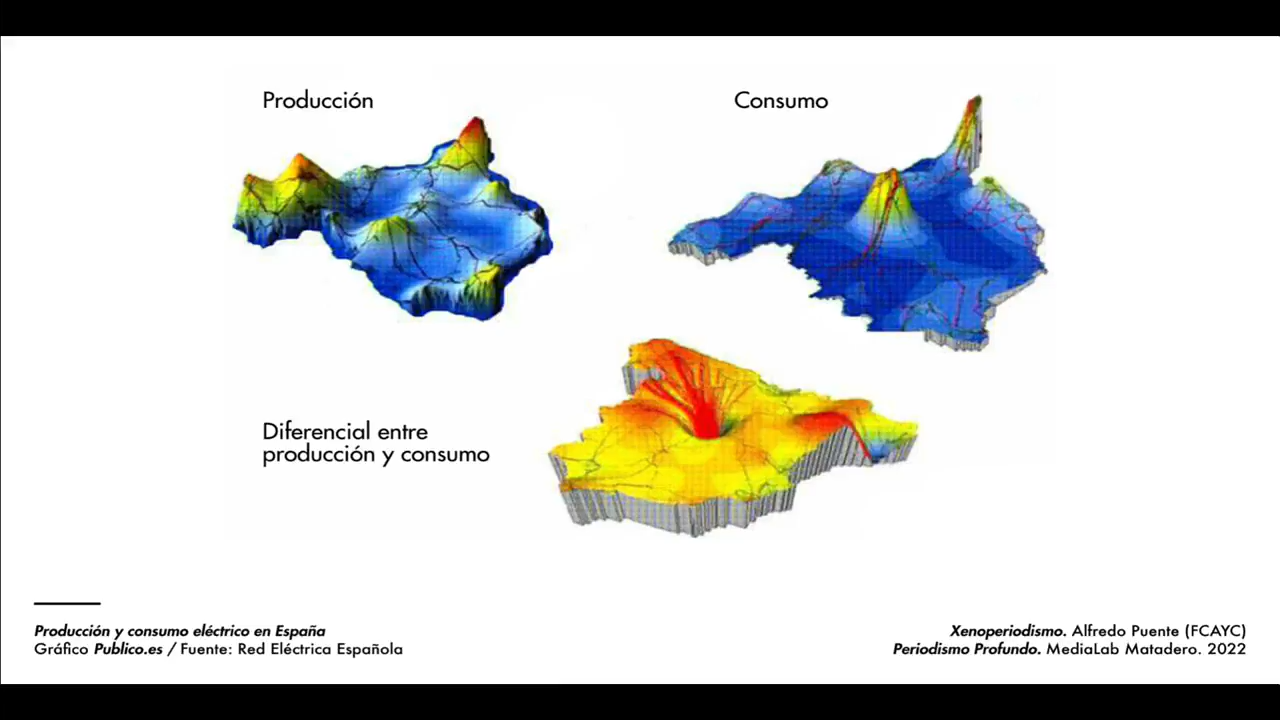 Producción
Consumo
Diferencial entre
producción y consumo
Producción y consumo eléctrico en España
Gráfico Publico.es / Fuente: Red Eléctrica Española
Xenoperiodismo. Alfredo Puente (FCAYC)
Periodismo Profundo. MediaLab Matadero. 2022